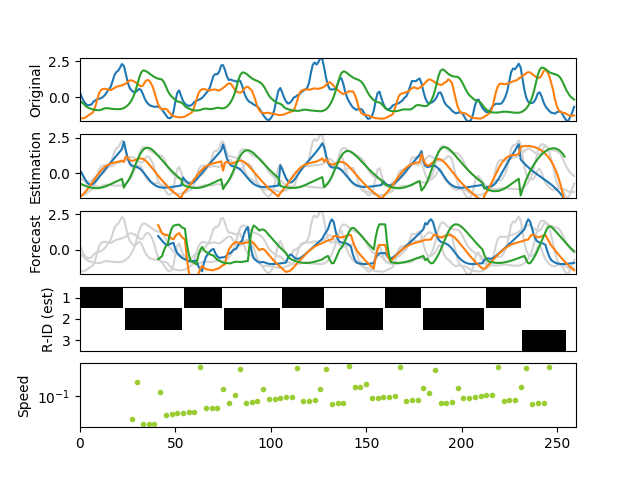 Original
2.5
0.0
Estimation
2.5
0.0
Forecast
2.5
0.0
R-ID (est)
1
2
3
Speed
10⁻¹
0 50 100 150 200 250